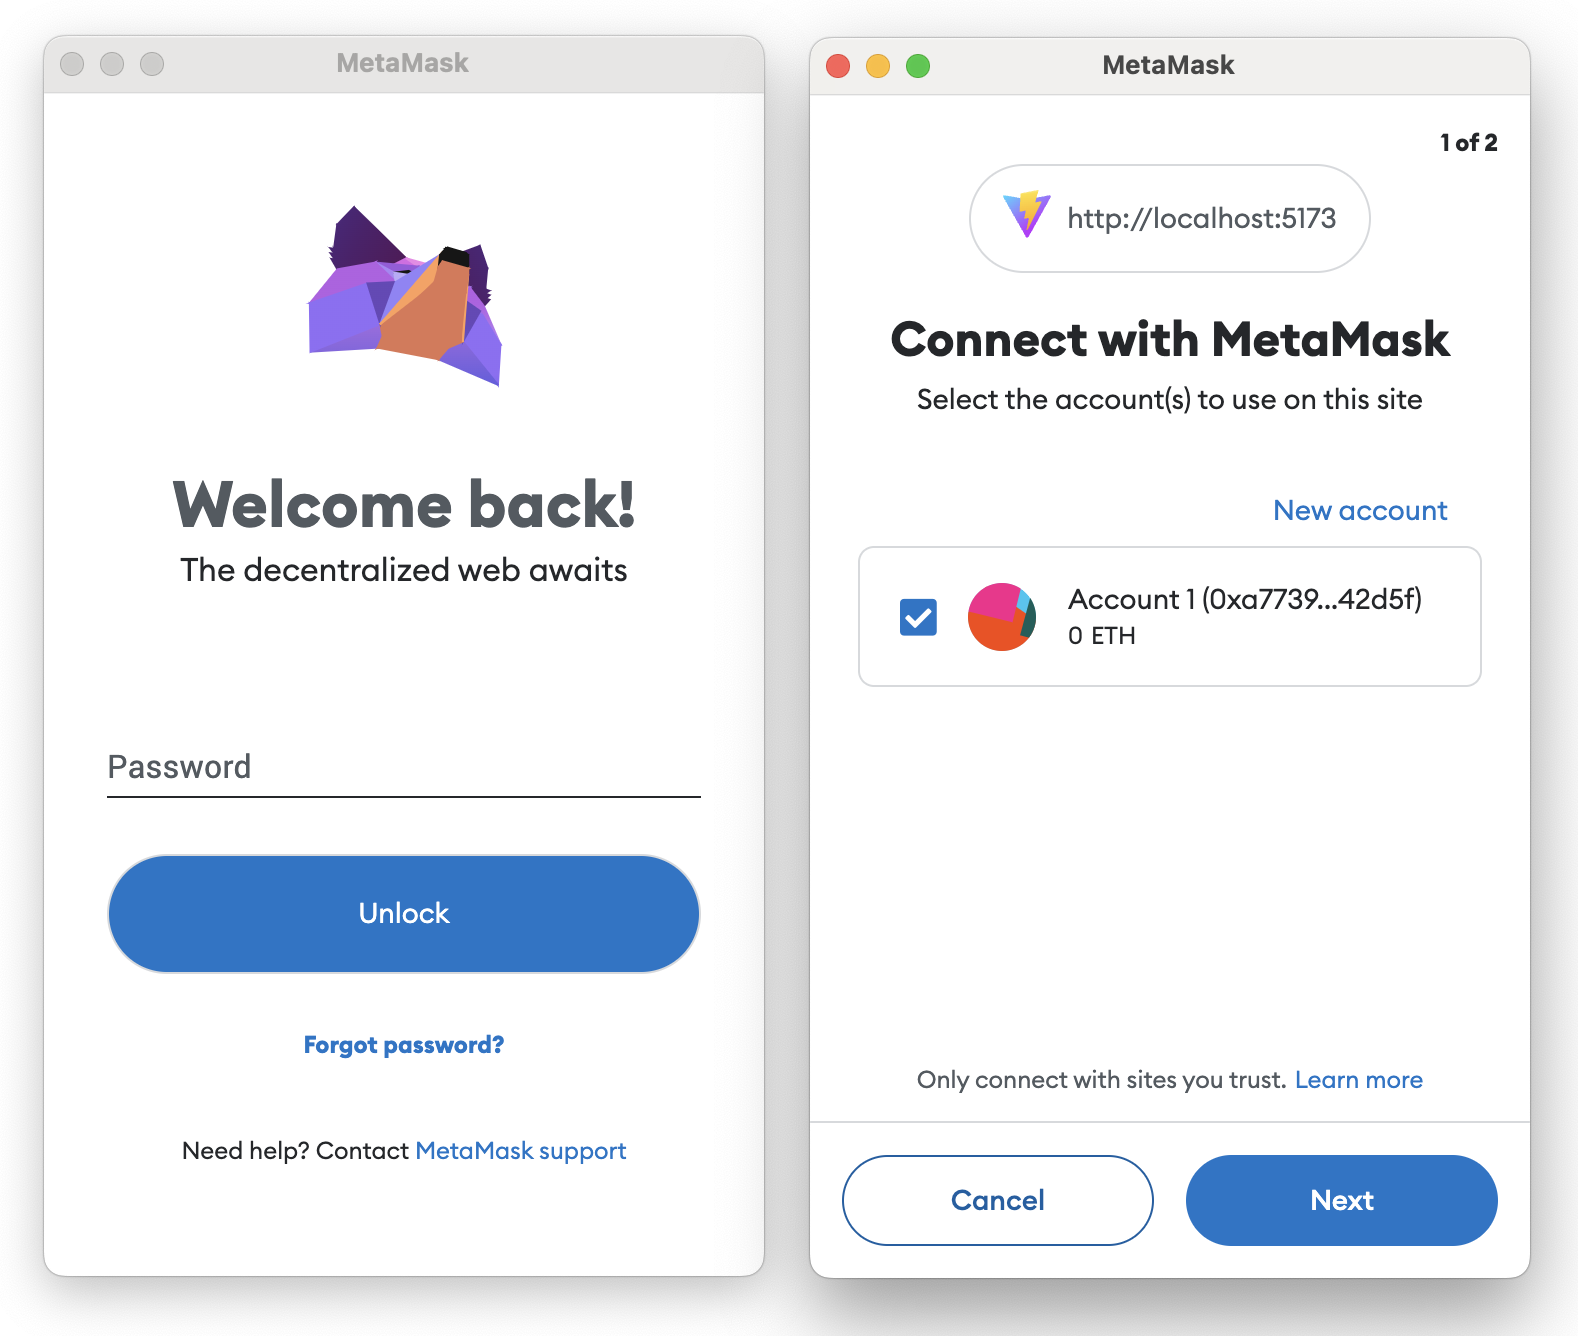 MetaMask
Welcome back!
The decentralized web awaits
Password
Unlock
Forgot password?
Need help? Contact MetaMask support
MetaMask
1 of 2
http://localhost:5173
Connect with MetaMask
Select the account(s) to use on this site
New account
Account 1 (0xa7739...42d5f)
0 ETH
Only connect with sites you trust. Learn more
Cancel
Next